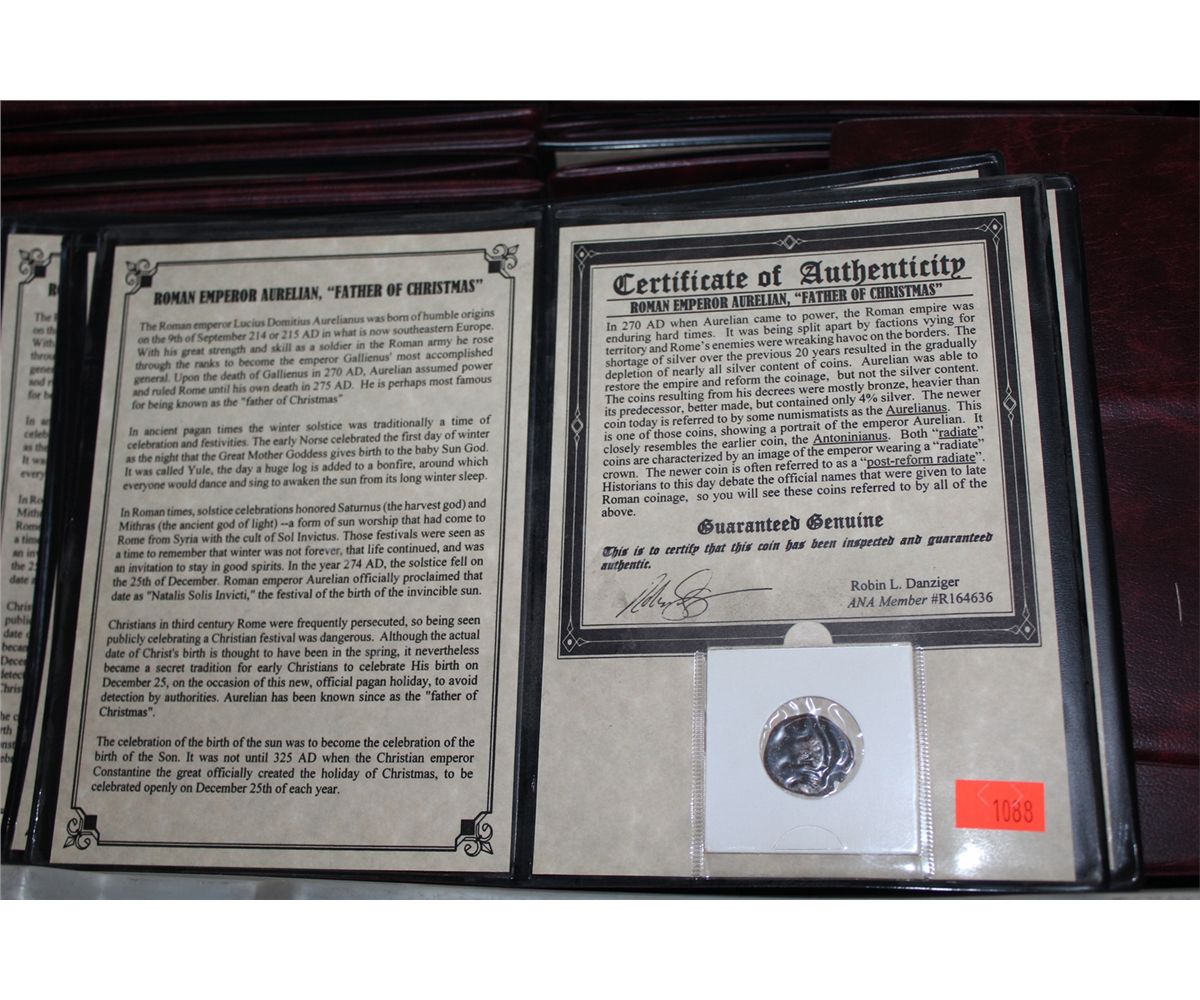 ROMAN EMPEROR AURELIAN, "FATHER OF CHRISTMAS"
The Roman emperor Lucius Domitius Aurelianus was born of humble origins
on the 9th of September 214 or 215 AD in what is now southeastern Europe.
With his great strength and skill as a soldier in the Roman army he rose
through the ranks to become the emperor Gallienus' most accomplished
general. Upon the death of Gallienus in 270 AD, Aurelian assumed power
and ruled Rome until his own death in 275 AD. He is perhaps most famous
for being known as the "father of Christmas"
In ancient pagan times the winter solstice was traditionally a time of
celebration and festivities. The early Norse celebrated the first day of winter
as the night that the Great Mother Goddess gives birth to the baby Sun God.
It was called Yule, the day a huge log is added to a bonfire, around which
everyone would dance and sing to awaken the sun from its long winter sleep.
In Roman times, solstice celebrations honored Saturnus (the harvest god) and
Mithras (the ancient god of light) --a form of sun worship that had come to
Rome from Syria with the cult of Sol Invictus. Those festivals were seen as
a time to remember that winter was not forever, that life continued, and was
an invitation to stay in good spirits. In the year 274 AD, the solstice fell on
the 25th of December. Roman emperor Aurelian officially proclaimed that
date as "Natalis Solis Invicti," the festival of the birth of the invincible sun.
Christians in third century Rome were frequently persecuted, so being seen
publicly celebrating a Christian festival was dangerous. Although the actual
date of Christ's birth is thought to have been in the spring, it nevertheless
became a secret tradition for early Christians to celebrate His birth on
December 25, on the occasion of this new, official pagan holiday, to avoid
detection by authorities. Aurelian has been known since as the "father of
Christmas".
The celebration of the birth of the sun was to become the celebration of the
birth of the Son. It was not until 325 AD when the Christian emperor
Constantine the great officially created the holiday of Christmas, to be
celebrated openly on December 25th of each year.
Certificate of Authenticity
ROMAN EMPEROR AURELIAN, "FATHER OF CHRISTMAS"
In 270 AD when Aurelian came to power, the Roman empire was
enduring hard times. It was being split apart by factions vying for
territory and Rome's enemies were wreaking havoc on the borders. The
shortage of silver over the previous 20 years resulted in the gradually
depletion of nearly all silver content of coins. Aurelian was able to
restore the empire and reform the coinage, but not the silver content.
The coins resulting from his decrees were mostly bronze, heavier than
its predecessor, better made, but contained only 4% silver. The newer
coin today is referred to by some numismatists as the Aurelianus. This
is one of those coins, showing a portrait of the emperor Aurelian. It
closely resembles the earlier coin, the Antoninianus. Both "radiate"
coins are characterized by an image of the emperor wearing a "radiate"
crown. The newer coin is often referred to as a "post-reform radiate".
Historians to this day debate the official names that were given to late
Roman coinage, so you will see these coins referred to by all of the
above.
Guaranteed Genuine
This is to certify that this coin has been inspected and guaranteed
authentic.
Robin L. Danziger
ANA Member #R164636
1088